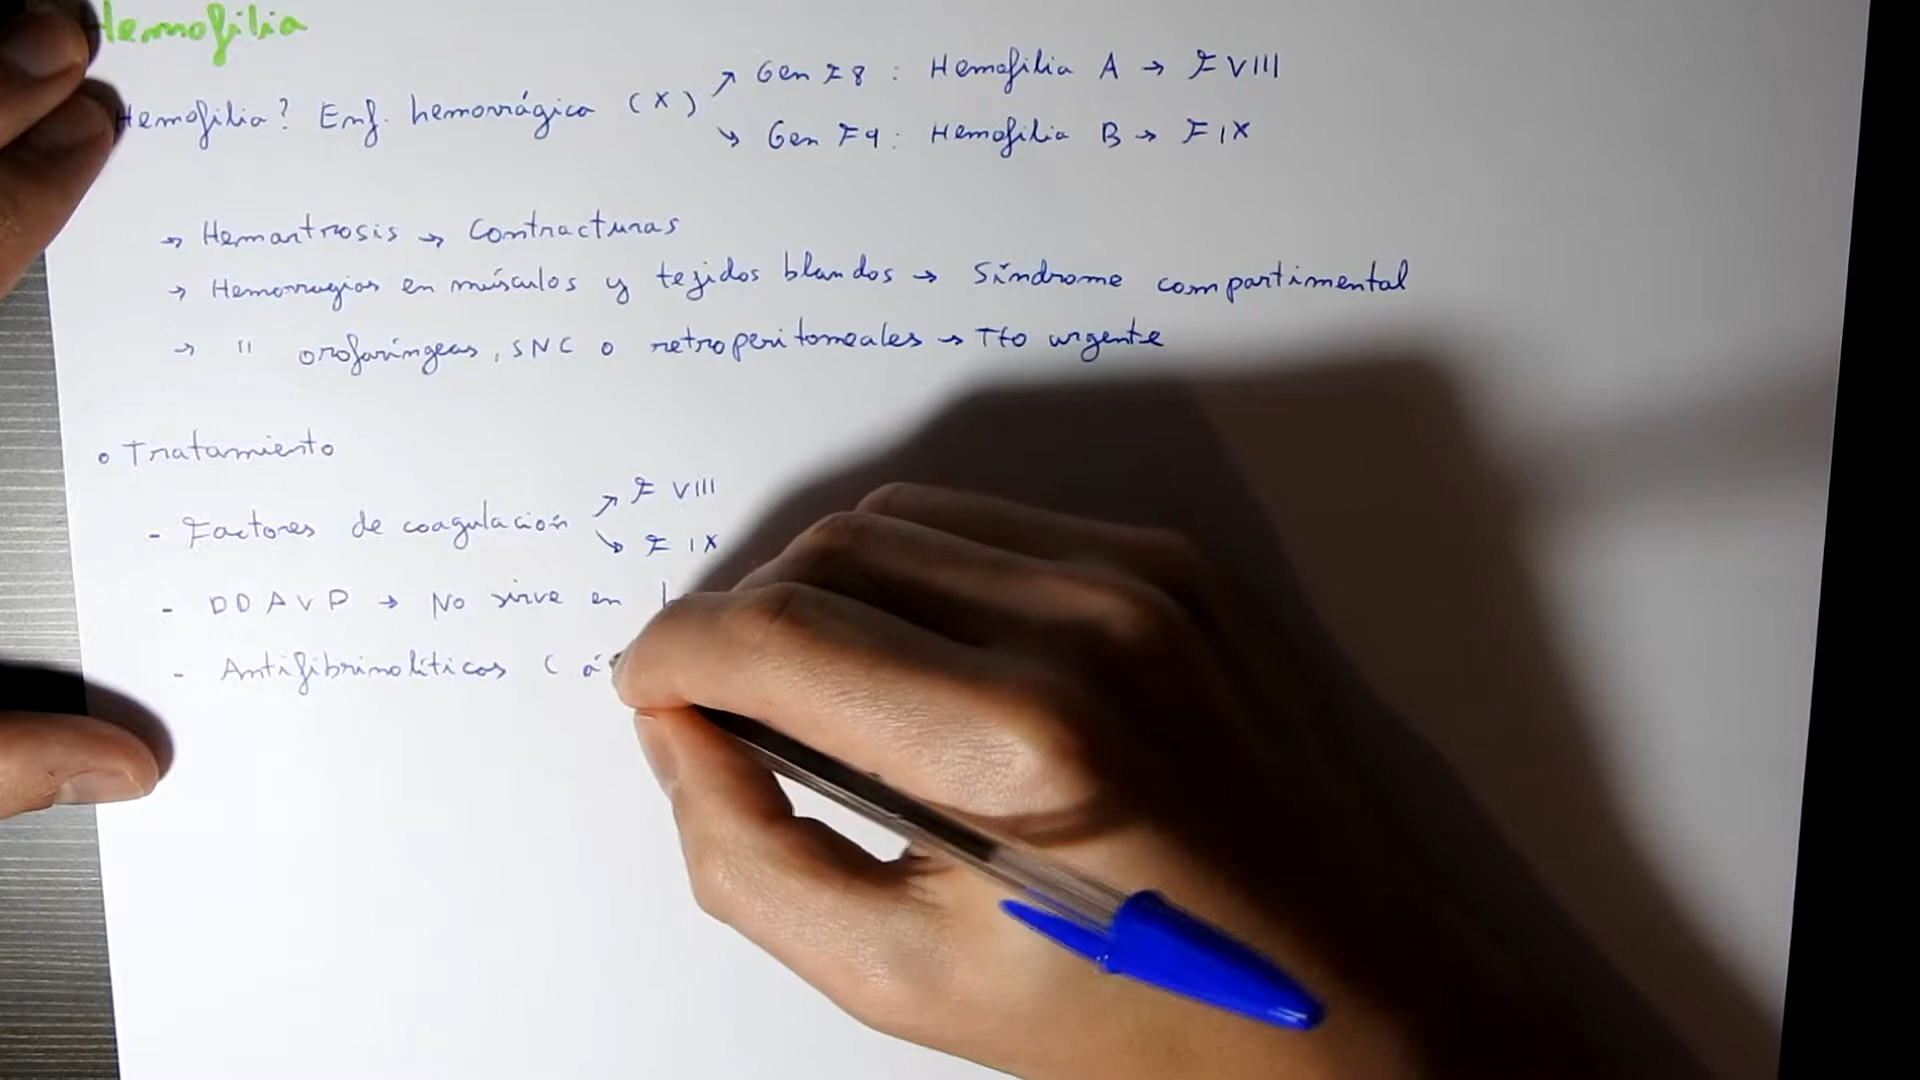 Hemofilia
Hemofilia? Enf. hemorrágica (X)
↗ Gen F8 : Hemofilia A → F VIII
↘ Gen F9 : Hemofilia B → F IX
→ Hemartrosis → Contracturas
→ Hemorragias en músculos y tejidos blandos → Síndrome compartimental
→ " orofaríngeas, SNC o retroperitoneales → Tto urgente
• Tratamiento
- Factores de coagulación
↗ F VIII
↘ F IX
- DDAVP → No sirve en
- Antifibrinolíticos (